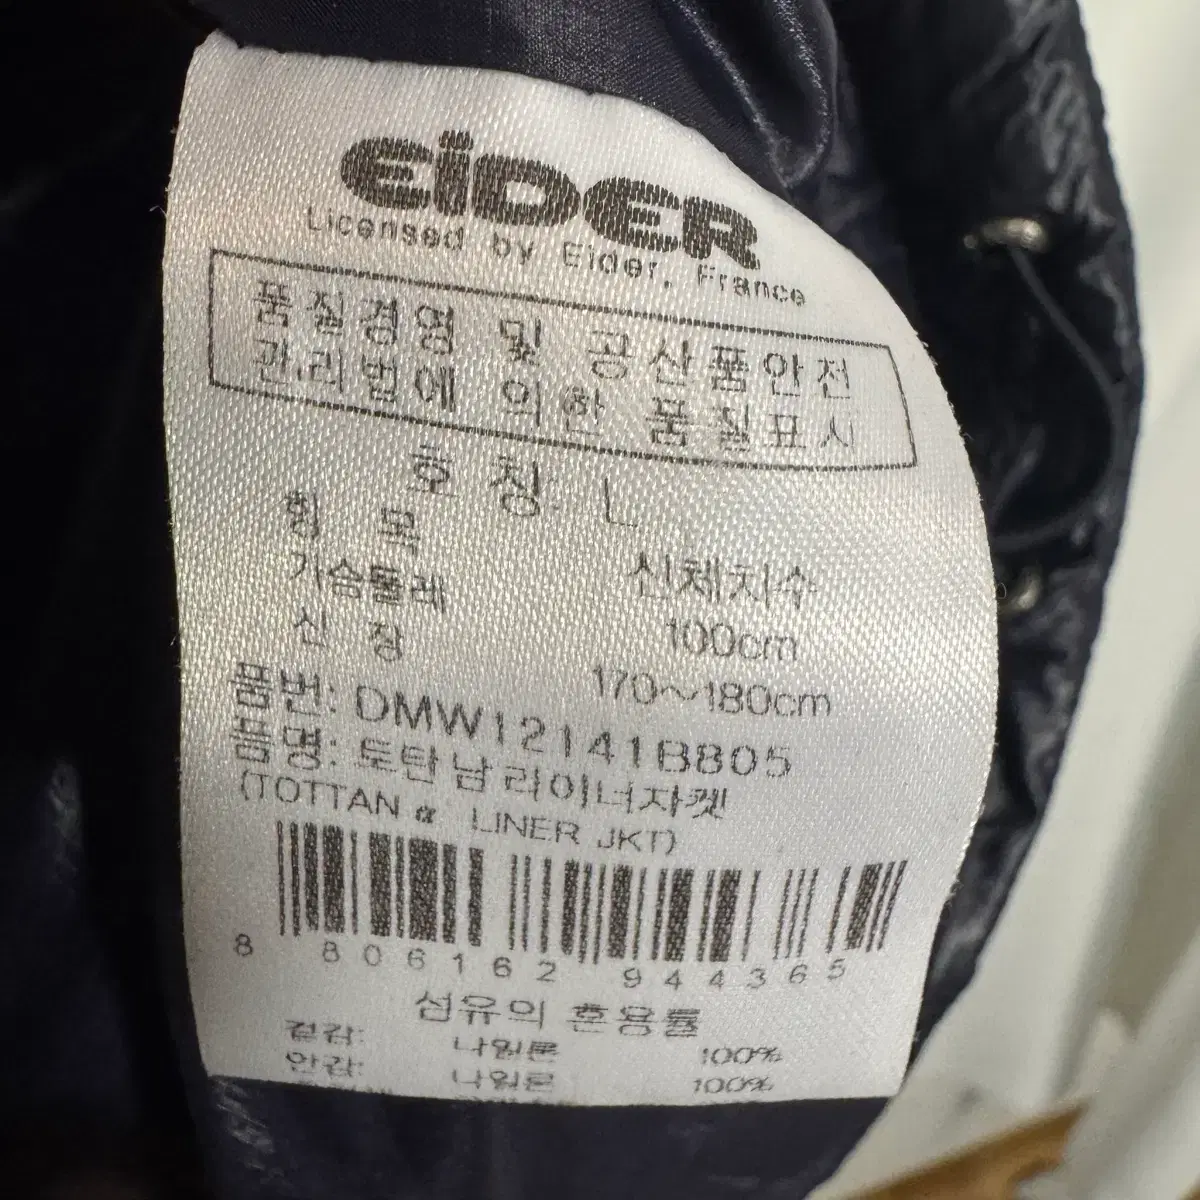 EiDER
Licensed by Eider, France
품질경영 및 공산품안전
관리법에 의한 품질표시
호칭: L
항 목 신체치수
가슴둘레 100cm
신 장 170~180cm
품번: DMW12141B805
품명: 토탄남라이너자켓
(TOTTAN α LINER JKT)
8 806162 944365
섬유의 혼용률
겉감: 나일론 100%
안감: 나일론 100%